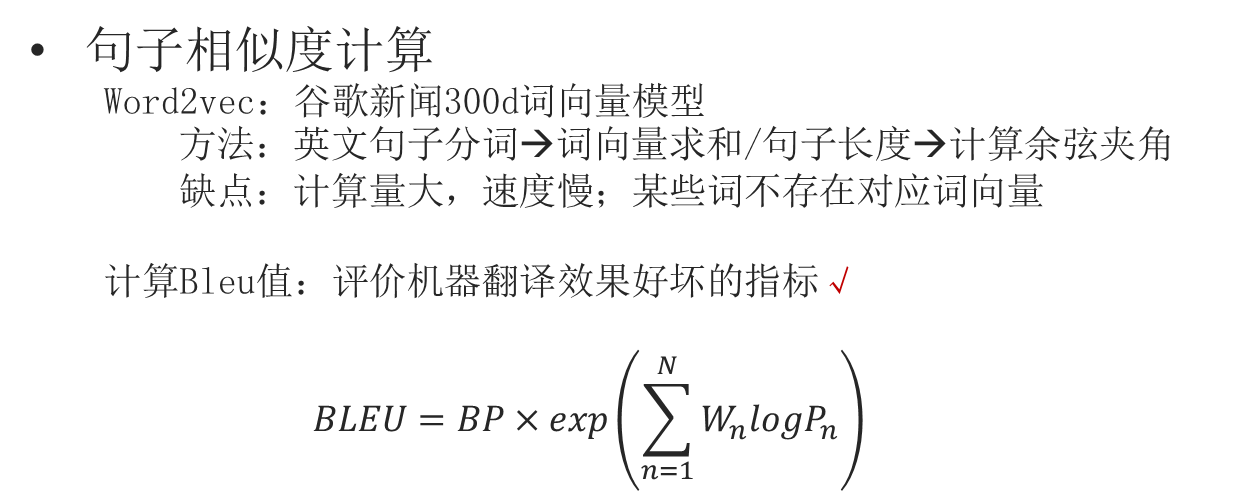 • 句子相似度计算
Word2vec：谷歌新闻300d词向量模型
方法：英文句子分词→词向量求和/句子长度→计算余弦夹角
缺点：计算量大，速度慢；某些词不存在对应词向量
计算Bleu值：评价机器翻译效果好坏的指标 √
BLEU = BP × exp(∑_{n=1}^{N} W_n logP_n)